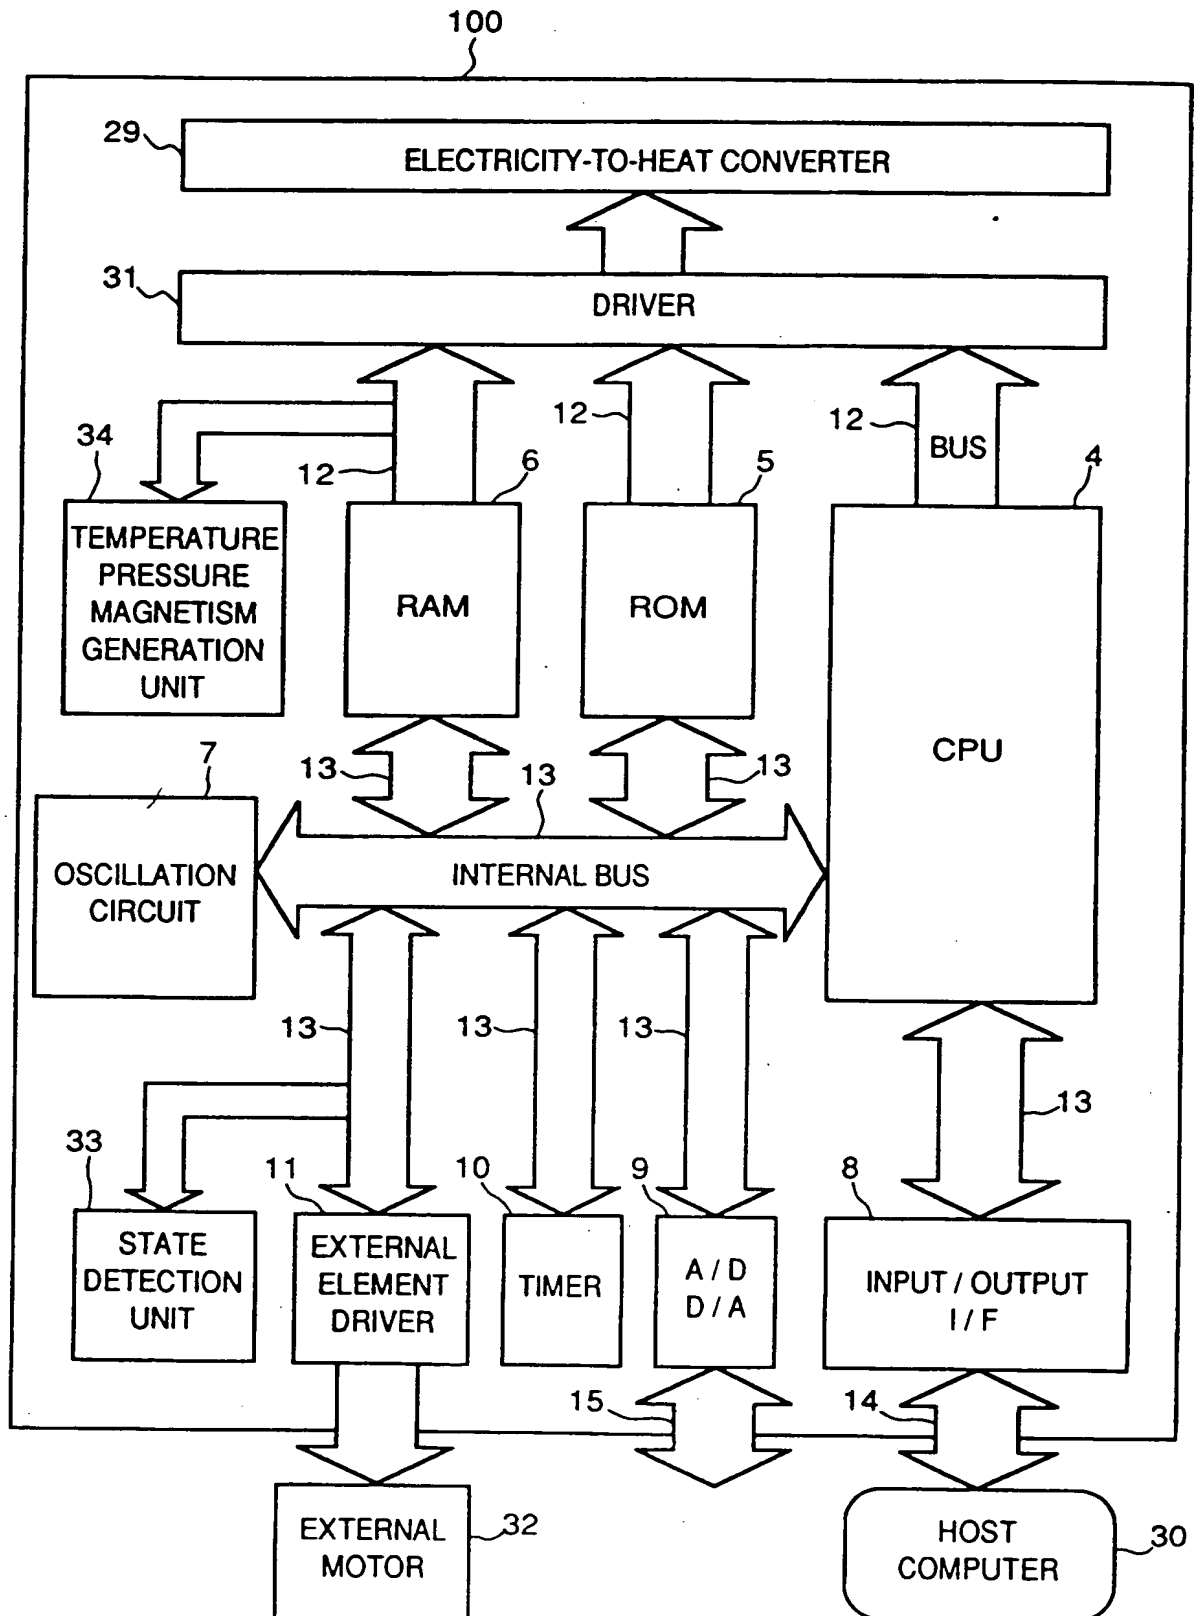 100
29
ELECTRICITY-TO-HEAT CONVERTER
31
DRIVER
12
12
BUS
34
12
6
5
4
TEMPERATURE
PRESSURE
MAGNETISM
GENERATION
UNIT
RAM
ROM
CPU
7
13
13
13
OSCILLATION
CIRCUIT
INTERNAL BUS
13
13
13
13
33
11
10
9
8
STATE
DETECTION
UNIT
EXTERNAL
ELEMENT
DRIVER
TIMER
A / D
D / A
INPUT / OUTPUT
I / F
15
14
EXTERNAL
MOTOR
32
HOST
COMPUTER
30